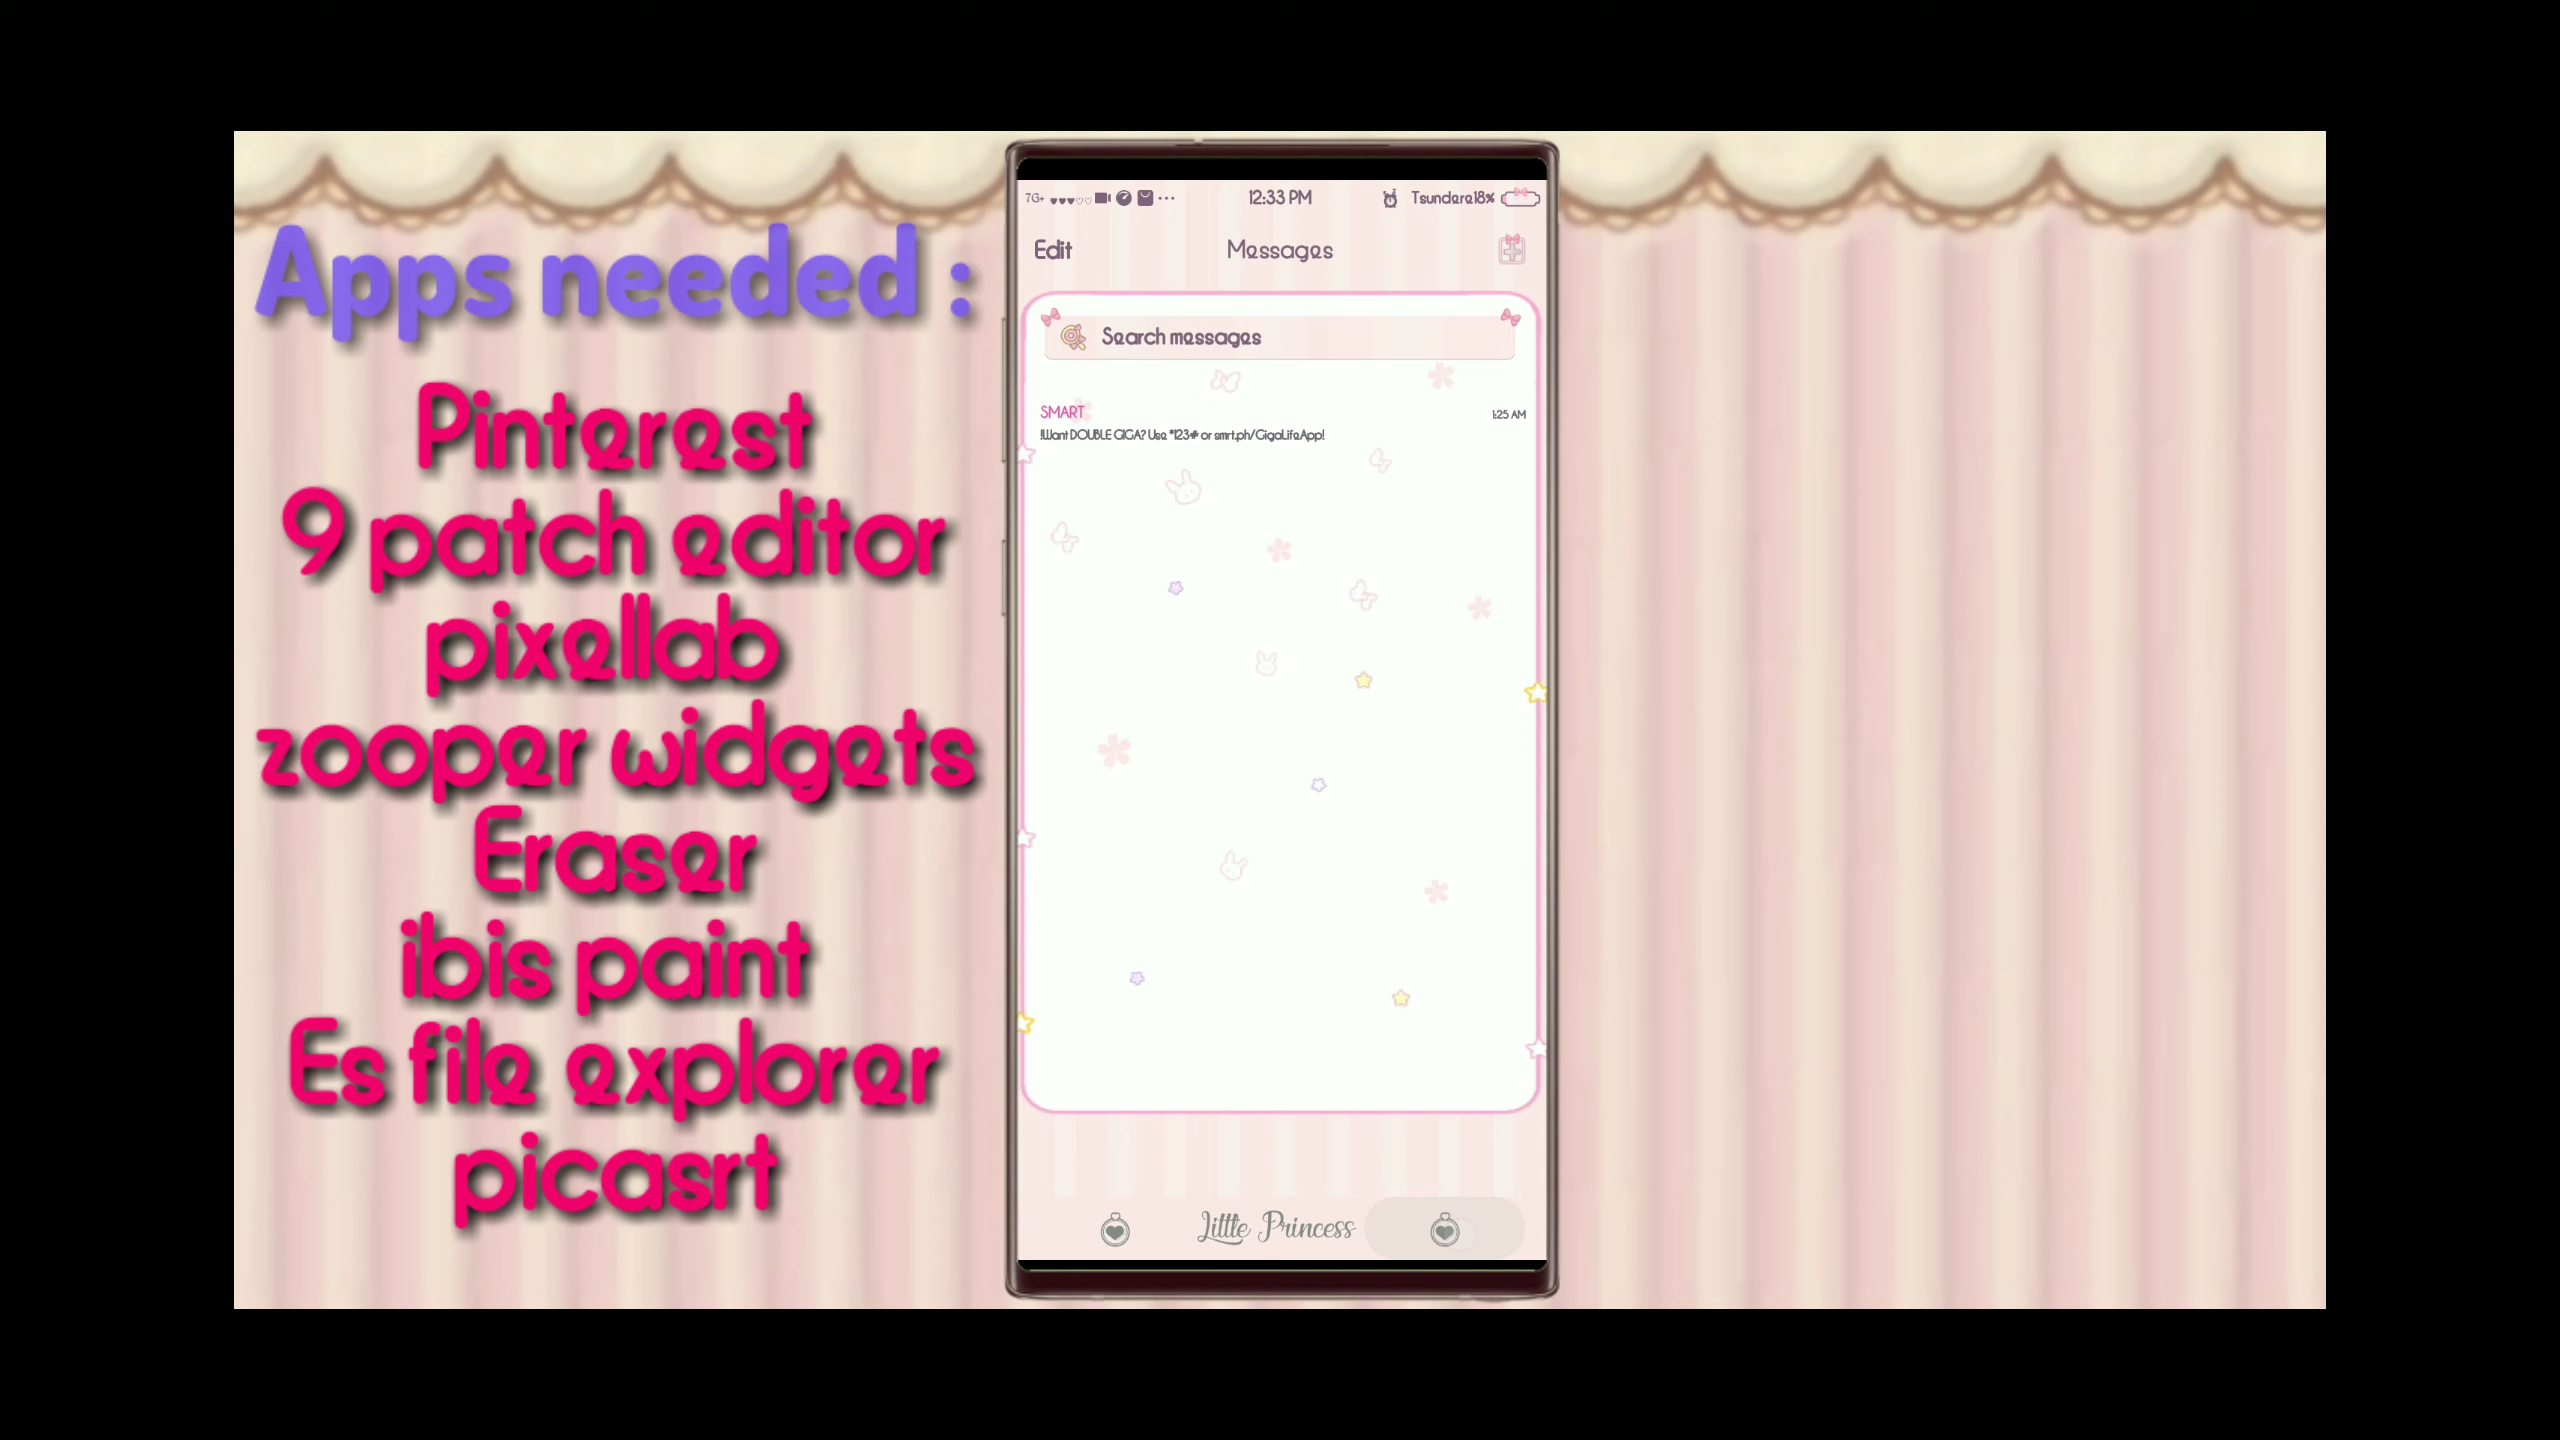 Apps needed :
Pinterest
9 patch editor
pixellab
zooper widgets
Eraser
ibis paint
Es file explorer
picasrt
7G+
12:33 PM
Tsundere18%
Edit
Messages
Search messages
SMART
1:25 AM
!Want DOUBLE GIGA? Use *123# or smrt.ph/GigaLifeApp!
Little Princess